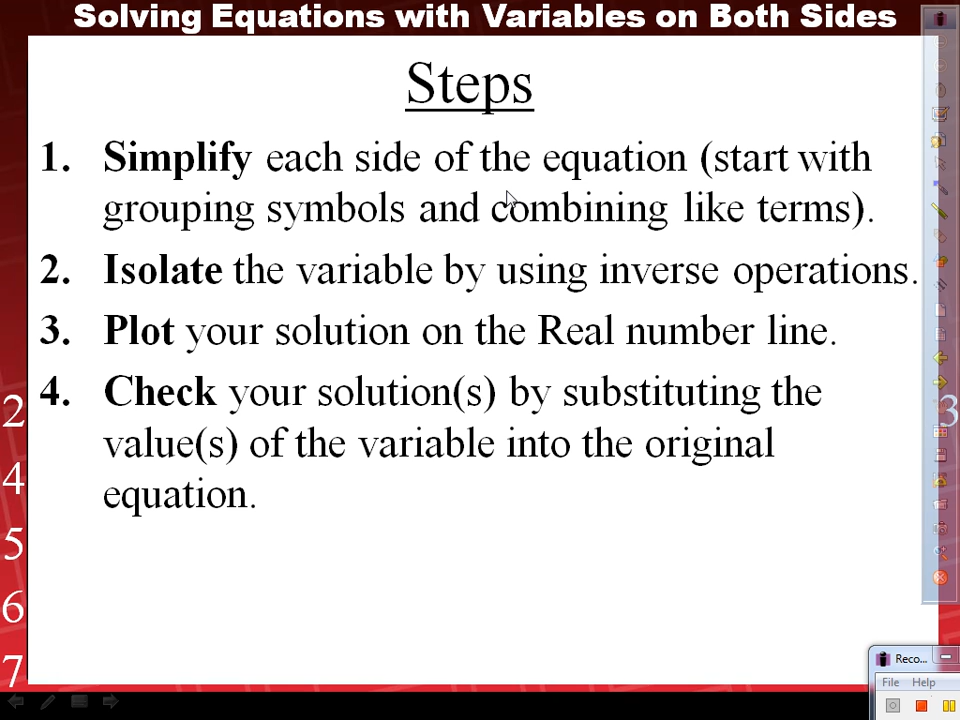 Solving Equations with Variables on Both Sides
Steps
1. Simplify each side of the equation (start with
grouping symbols and combining like terms).
2. Isolate the variable by using inverse operations.
3. Plot your solution on the Real number line.
4. Check your solution(s) by substituting the
value(s) of the variable into the original
equation.
2
3
4
5
6
7
Reco...
File Help